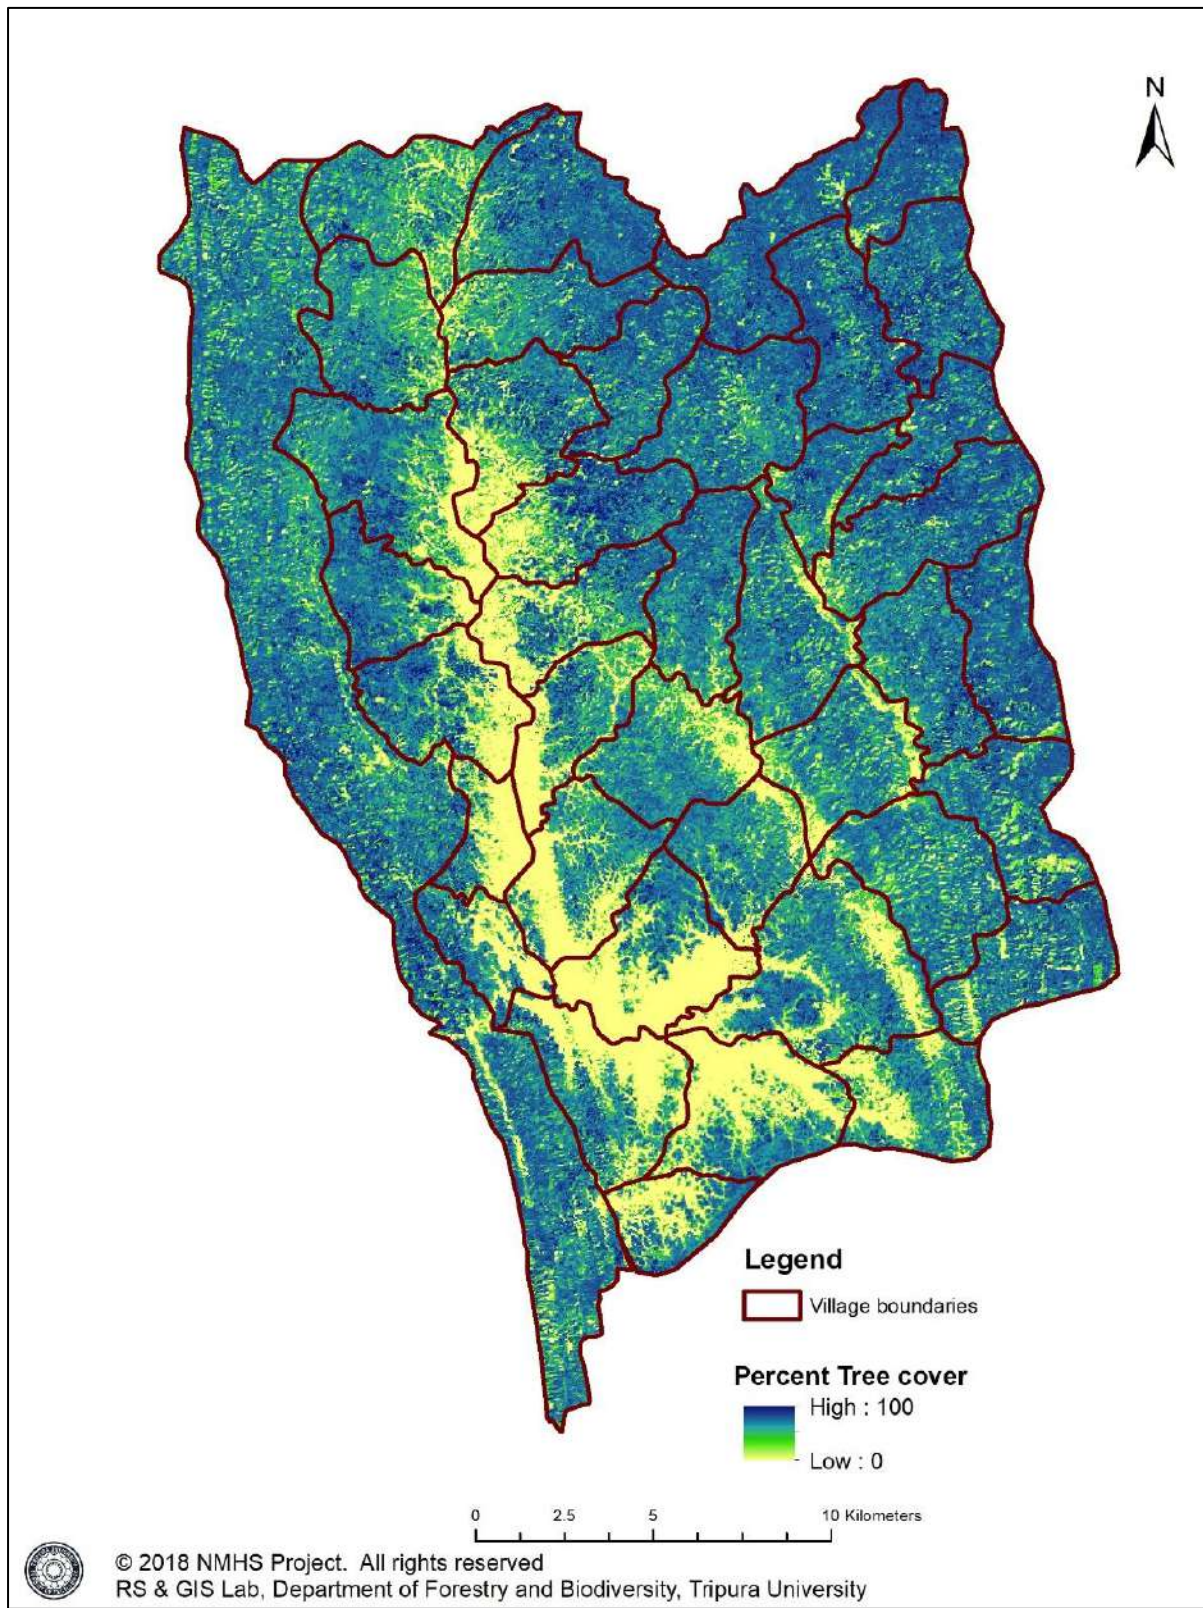 N
Legend
Village boundaries
Percent Tree cover
High : 100
Low : 0
0 2.5 5 10 Kilometers
© 2018 NMHS Project. All rights reserved
RS & GIS Lab, Department of Forestry and Biodiversity, Tripura University